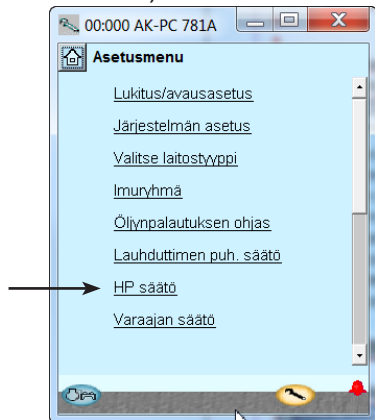 00:000 AK-PC 781A
Asetusmenu
Lukitus/avausasetus
Järjestelmän asetus
Valitse laitostyyppi
Imuryhmä
Öljynpalautuksen ohjas
Lauhduttimen puh. säätö
HP säätö
Varaajan säätö